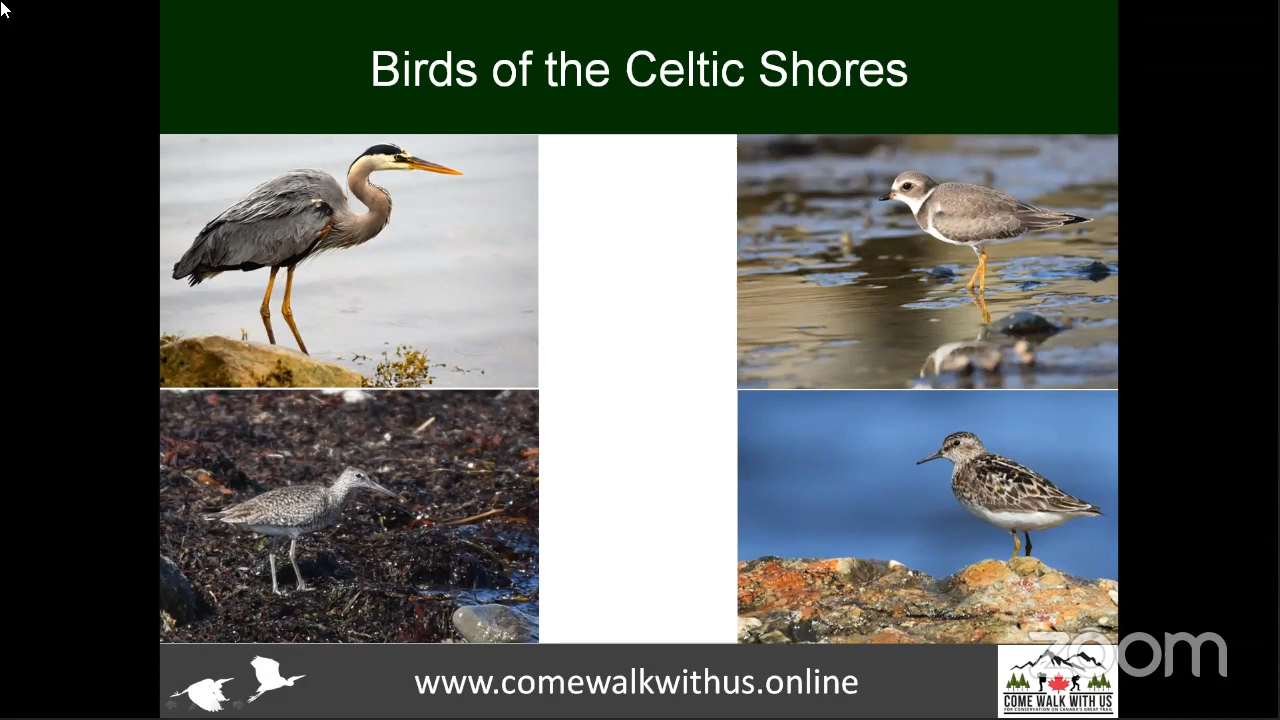 Birds of the Celtic Shores
www.comewalkwithus.online
zoom
COME WALK WITH US
FOR CONSERVATION ON CANADA'S GREAT TRAIL